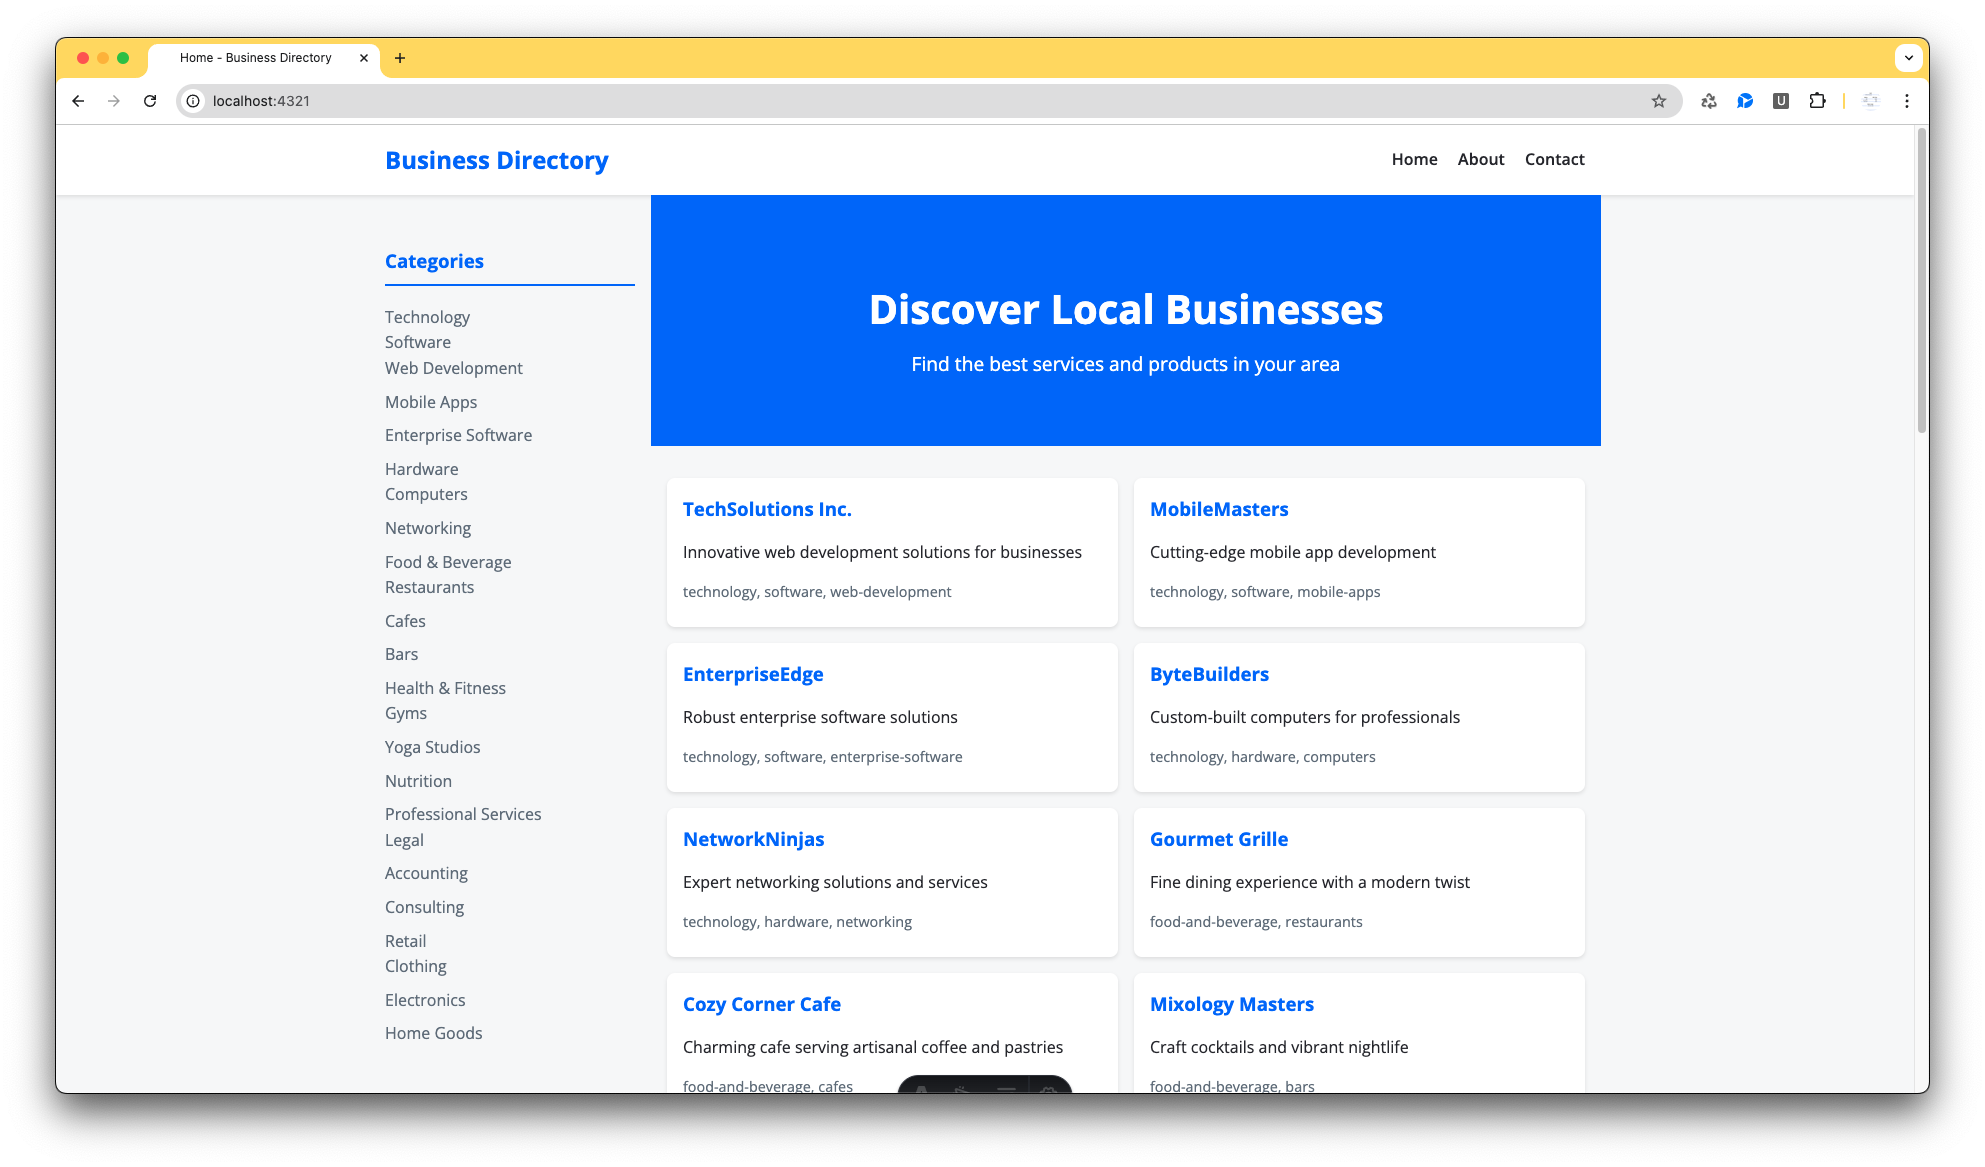 Home - Business Directory
localhost:4321
Business Directory
Home About Contact
Categories
Technology
Software
Web Development
Mobile Apps
Enterprise Software
Hardware
Computers
Networking
Food & Beverage
Restaurants
Cafes
Bars
Health & Fitness
Gyms
Yoga Studios
Nutrition
Professional Services
Legal
Accounting
Consulting
Retail
Clothing
Electronics
Home Goods
Discover Local Businesses
Find the best services and products in your area
TechSolutions Inc.
Innovative web development solutions for businesses
technology, software, web-development
MobileMasters
Cutting-edge mobile app development
technology, software, mobile-apps
EnterpriseEdge
Robust enterprise software solutions
technology, software, enterprise-software
ByteBuilders
Custom-built computers for professionals
technology, hardware, computers
NetworkNinjas
Expert networking solutions and services
technology, hardware, networking
Gourmet Grille
Fine dining experience with a modern twist
food-and-beverage, restaurants
Cozy Corner Cafe
Charming cafe serving artisanal coffee and pastries
food-and-beverage, cafes
Mixology Masters
Craft cocktails and vibrant nightlife
food-and-beverage, bars